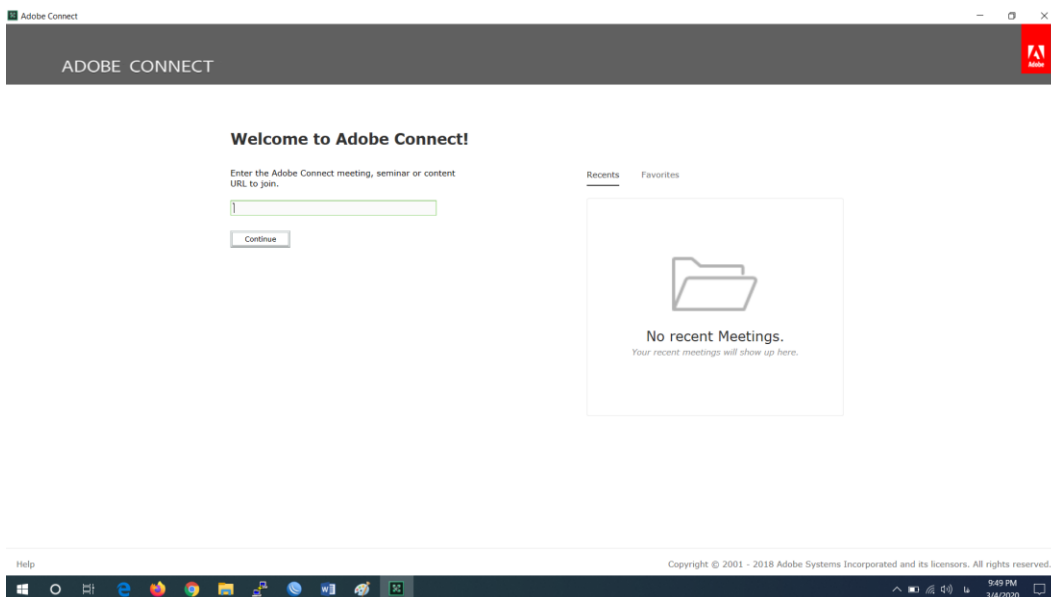 Adobe Connect
ADOBE CONNECT
Adobe
Welcome to Adobe Connect!
Enter the Adobe Connect meeting, seminar or content
URL to join.
Continue
Recents Favorites
No recent Meetings.
Your recent meetings will show up here.
Help
Copyright © 2001 - 2018 Adobe Systems Incorporated and its licensors. All rights reserved.
فا
9:49 PM
3/4/2020